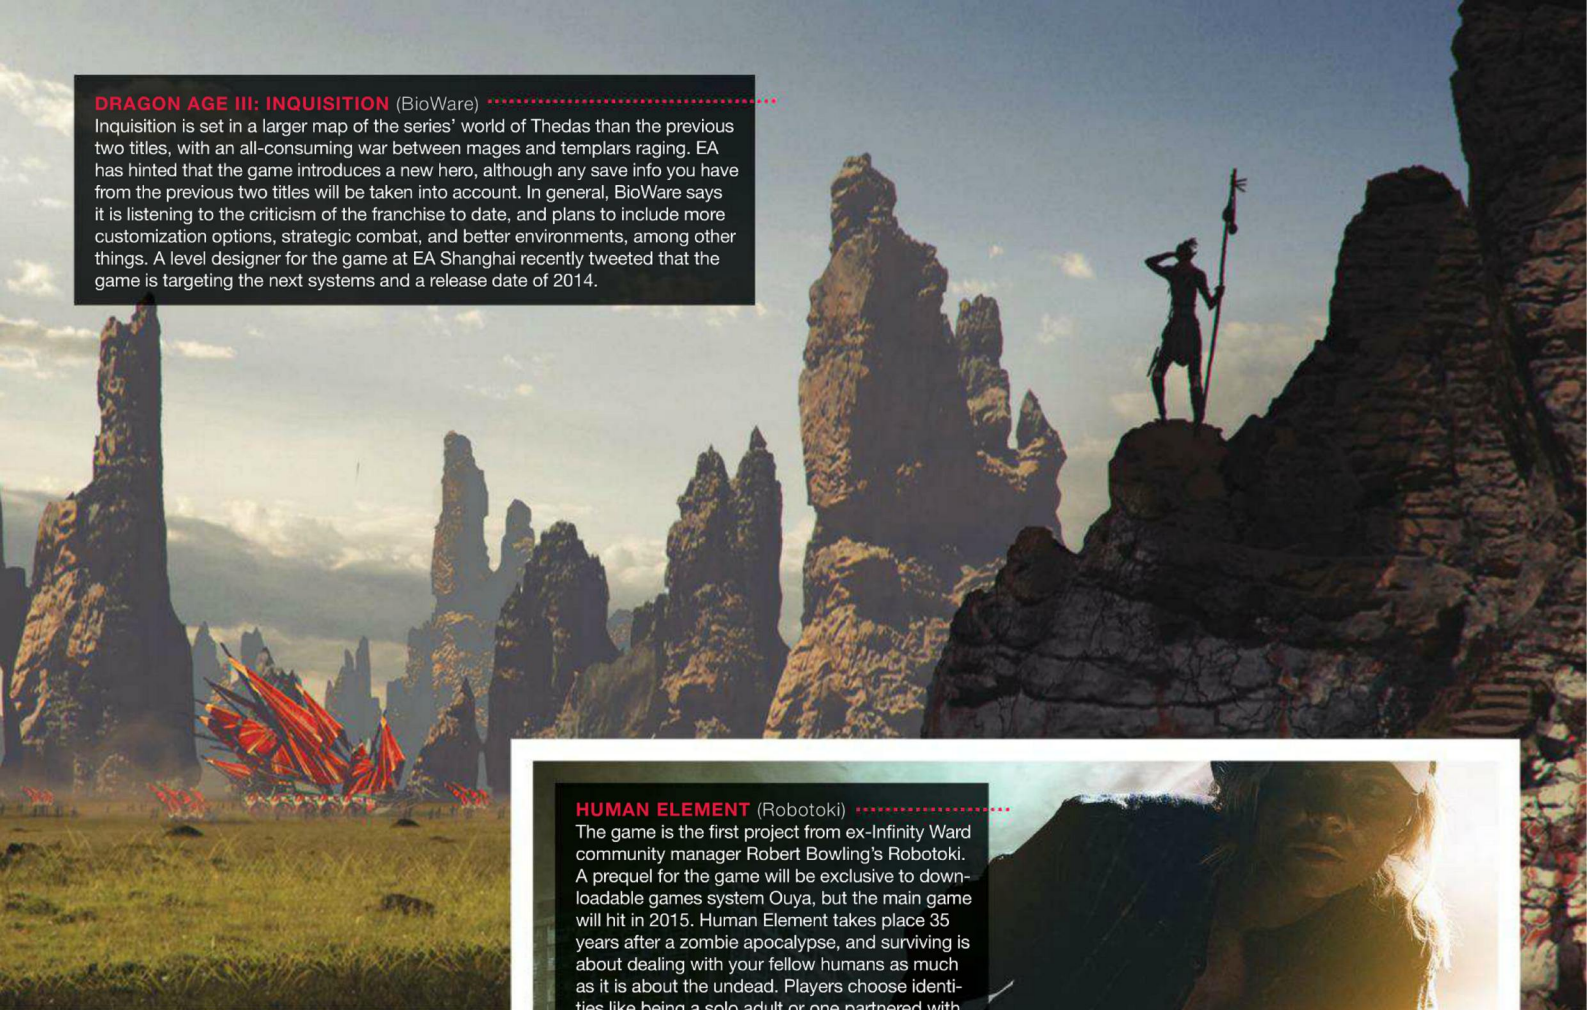 DRAGON AGE III: INQUISITION (BioWare)
Inquisition is set in a larger map of the series’ world of Thedas than the previous
two titles, with an all-consuming war between mages and templars raging. EA
has hinted that the game introduces a new hero, although any save info you have
from the previous two titles will be taken into account. In general, BioWare says
it is listening to the criticism of the franchise to date, and plans to include more
customization options, strategic combat, and better environments, among other
things. A level designer for the game at EA Shanghai recently tweeted that the
game is targeting the next systems and a release date of 2014.
HUMAN ELEMENT (Robotoki)
The game is the first project from ex-Infinity Ward
community manager Robert Bowling’s Robotoki.
A prequel for the game will be exclusive to down-
loadable games system Ouya, but the main game
will hit in 2015. Human Element takes place 35
years after a zombie apocalypse, and surviving is
about dealing with your fellow humans as much
as it is about the undead. Players choose identi-
ties like being a solo adult or one partnered with